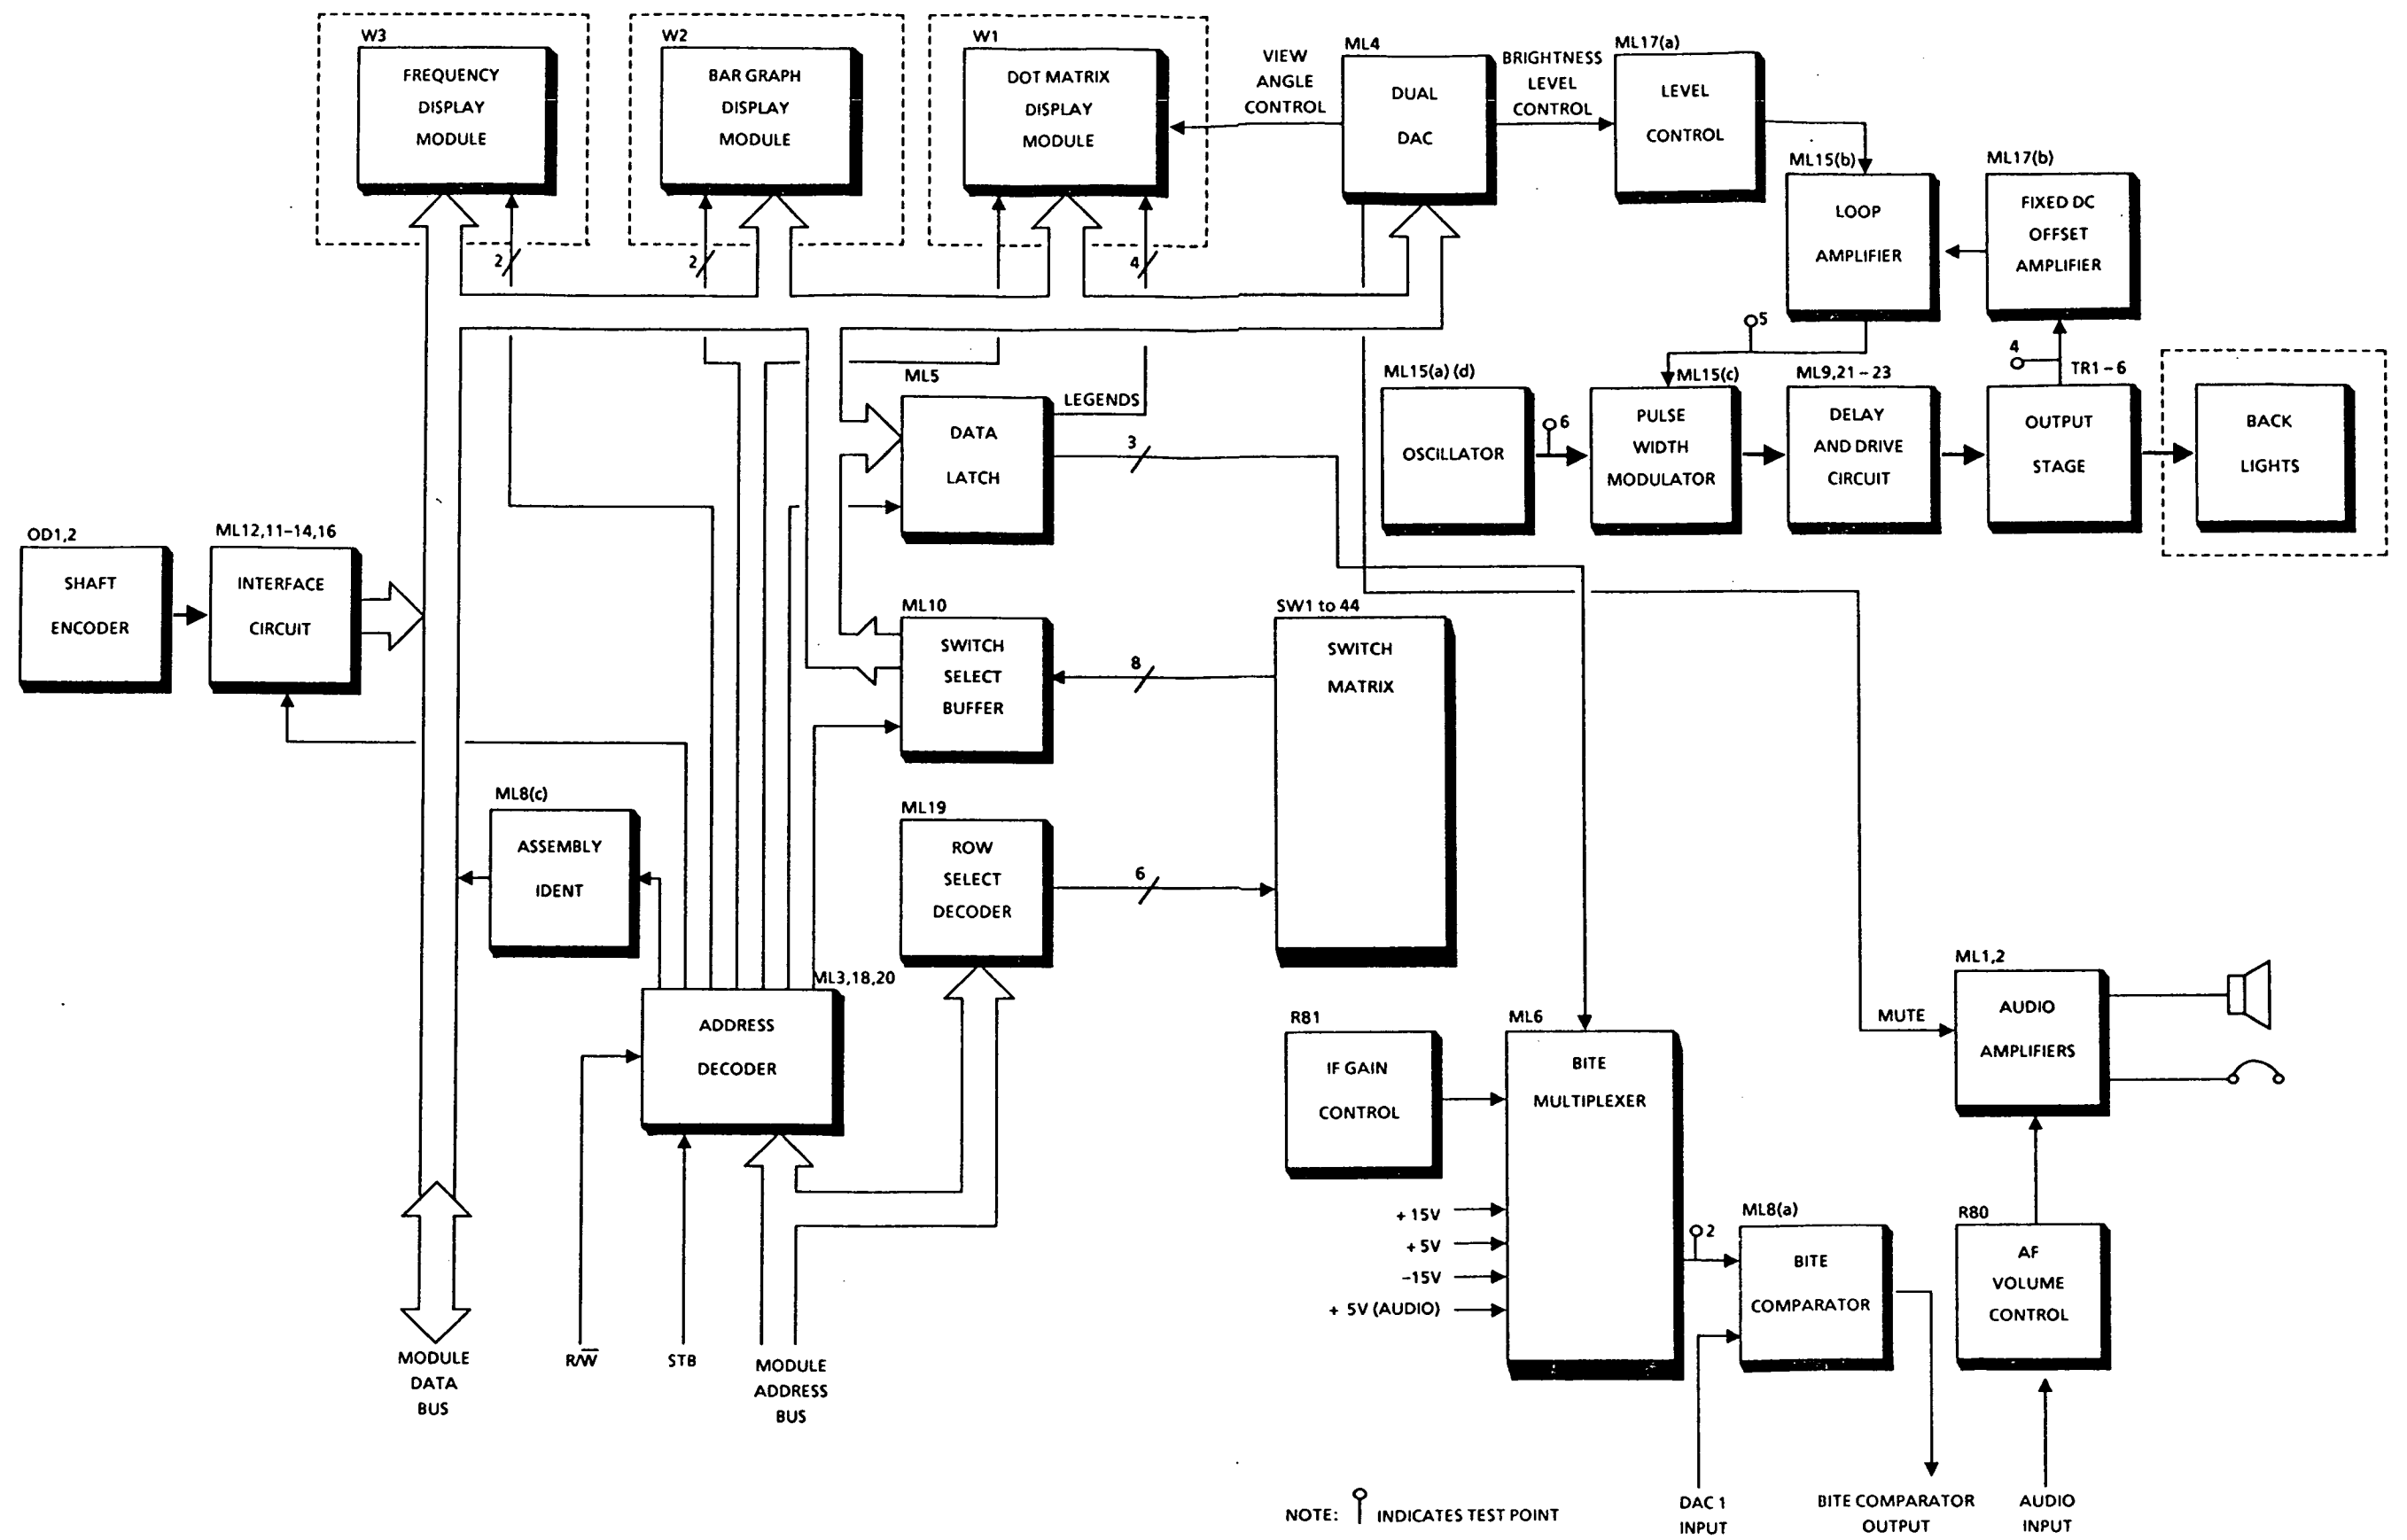 W3
FREQUENCY
DISPLAY
MODULE
W2
BAR GRAPH
DISPLAY
MODULE
W1
DOT MATRIX
DISPLAY
MODULE
VIEW
ANGLE
CONTROL
ML4
DUAL
DAC
BRIGHTNESS
LEVEL
CONTROL
ML17(a)
LEVEL
CONTROL
ML15(b)
LOOP
AMPLIFIER
ML17(b)
FIXED DC
OFFSET
AMPLIFIER
2
2
4
5
4
ML5
DATA
LATCH
LEGENDS
3
ML15(a) (d)
OSCILLATOR
6
ML15(c)
PULSE
WIDTH
MODULATOR
ML9,21-23
DELAY
AND DRIVE
CIRCUIT
TR1-6
OUTPUT
STAGE
BACK
LIGHTS
OD1,2
SHAFT
ENCODER
ML12,11-14,16
INTERFACE
CIRCUIT
ML10
SWITCH
SELECT
BUFFER
8
SW1 to 44
SWITCH
MATRIX
ML8(c)
ASSEMBLY
IDENT
ML19
ROW
SELECT
DECODER
6
ML3,18,20
ADDRESS
DECODER
R/W̅
STB
MODULE
ADDRESS
BUS
MODULE
DATA
BUS
R81
IF GAIN
CONTROL
ML6
BITE
MULTIPLEXER
+ 15V
+ 5V
-15V
+ 5V (AUDIO)
2
ML8(a)
BITE
COMPARATOR
MUTE
ML1,2
AUDIO
AMPLIFIERS
R80
AF
VOLUME
CONTROL
NOTE: INDICATES TEST POINT
DAC 1
INPUT
BITE COMPARATOR
OUTPUT
AUDIO
INPUT